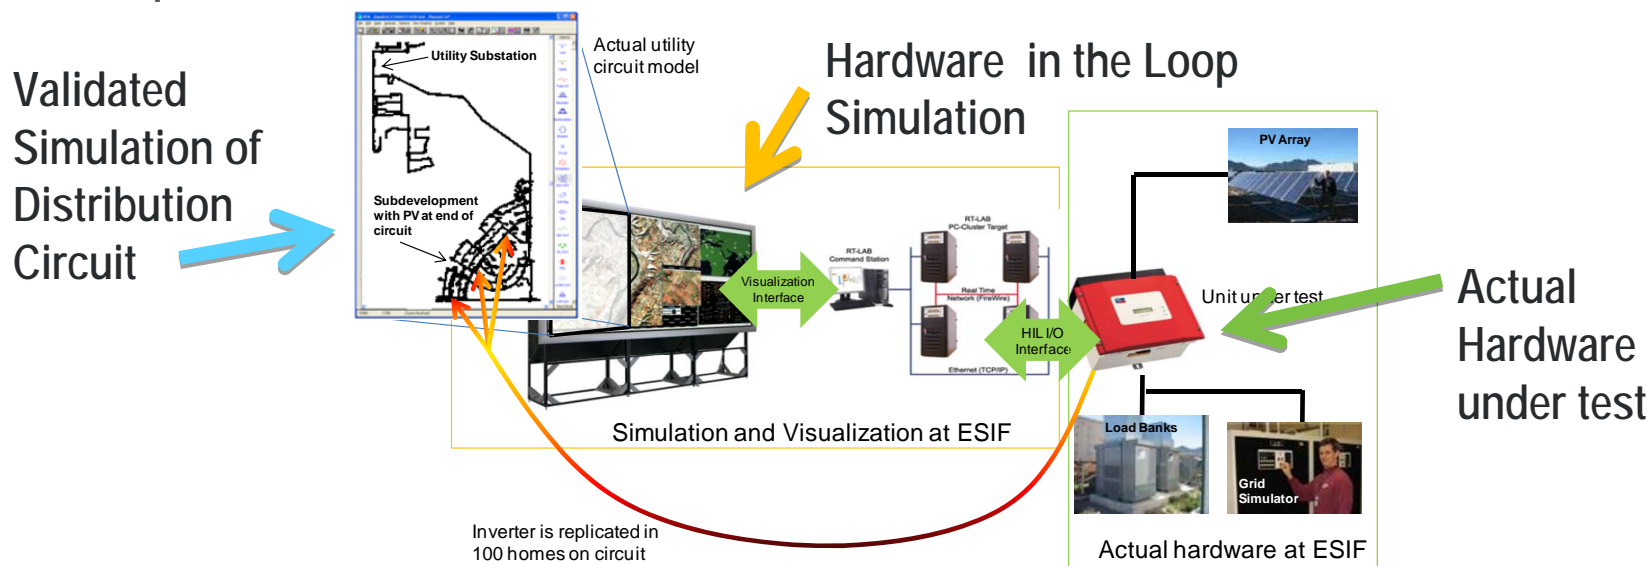 Validated
Simulation of
Distribution
Circuit
Utility Substation
Subdevelopment
with PV at end of
circuit
Actual utility
circuit model
Hardware in the Loop
Simulation
Visualization
Interface
RT-LAB
Command Station
RT-LAB
PC-Cluster Target
Real Time
Network (FireWire)
Ethernet (TCP/IP)
HIL I/O
Interface
Simulation and Visualization at ESIF
Inverter is replicated in
100 homes on circuit
PV Array
Unit under test
Load Banks
Grid
Simulator
Actual hardware at ESIF
Actual
Hardware
under test